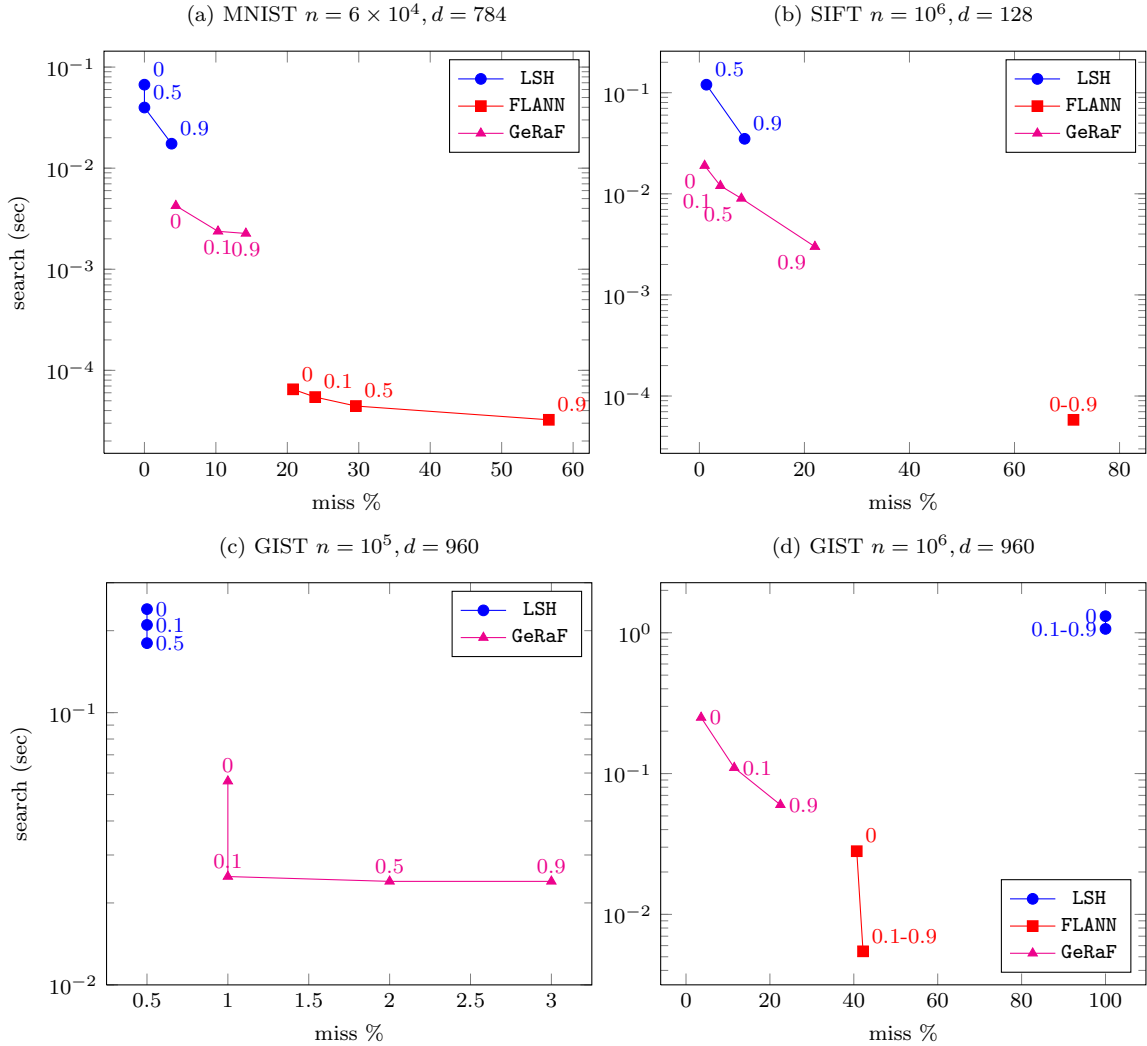 (a) MNIST n = 6 × 10^4, d = 784
10^−1
10^−2
10^−3
10^−4
search (sec)
0
0.5
0.9
0
0.1
0.9
0
0.1
0.5
0.9
LSH
FLANN
GeRaF
0 10 20 30 40 50 60
miss %
(b) SIFT n = 10^6, d = 128
10^−1
10^−2
10^−3
10^−4
0.5
0.9
0
0.1
0.5
0.9
0-0.9
LSH
FLANN
GeRaF
0 20 40 60 80
miss %
(c) GIST n = 10^5, d = 960
10^−1
10^−2
search (sec)
0
0.1
0.5
0
0.1
0.5
0.9
LSH
GeRaF
0.5 1 1.5 2 2.5 3
miss %
(d) GIST n = 10^6, d = 960
10^0
10^−1
10^−2
0
0.1-0.9
0
0.1
0.9
0
0.1-0.9
LSH
FLANN
GeRaF
0 20 40 60 80 100
miss %